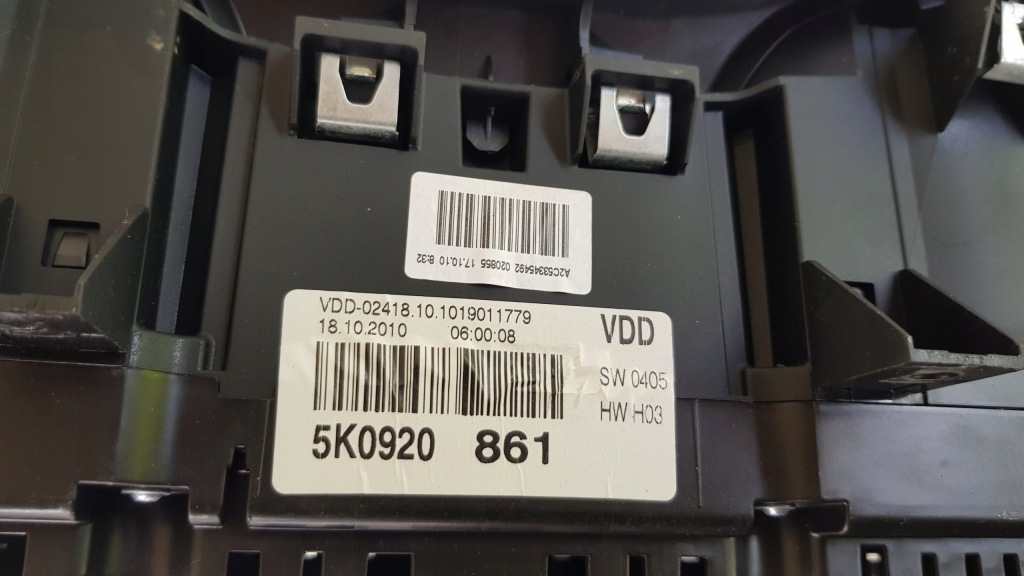 A2C53345492 020855 17.10.10 8:32
VDD-02418.10.1019011779
18.10.2010 06:00:08
VDD
SW 0405
HW H03
5K0920 861